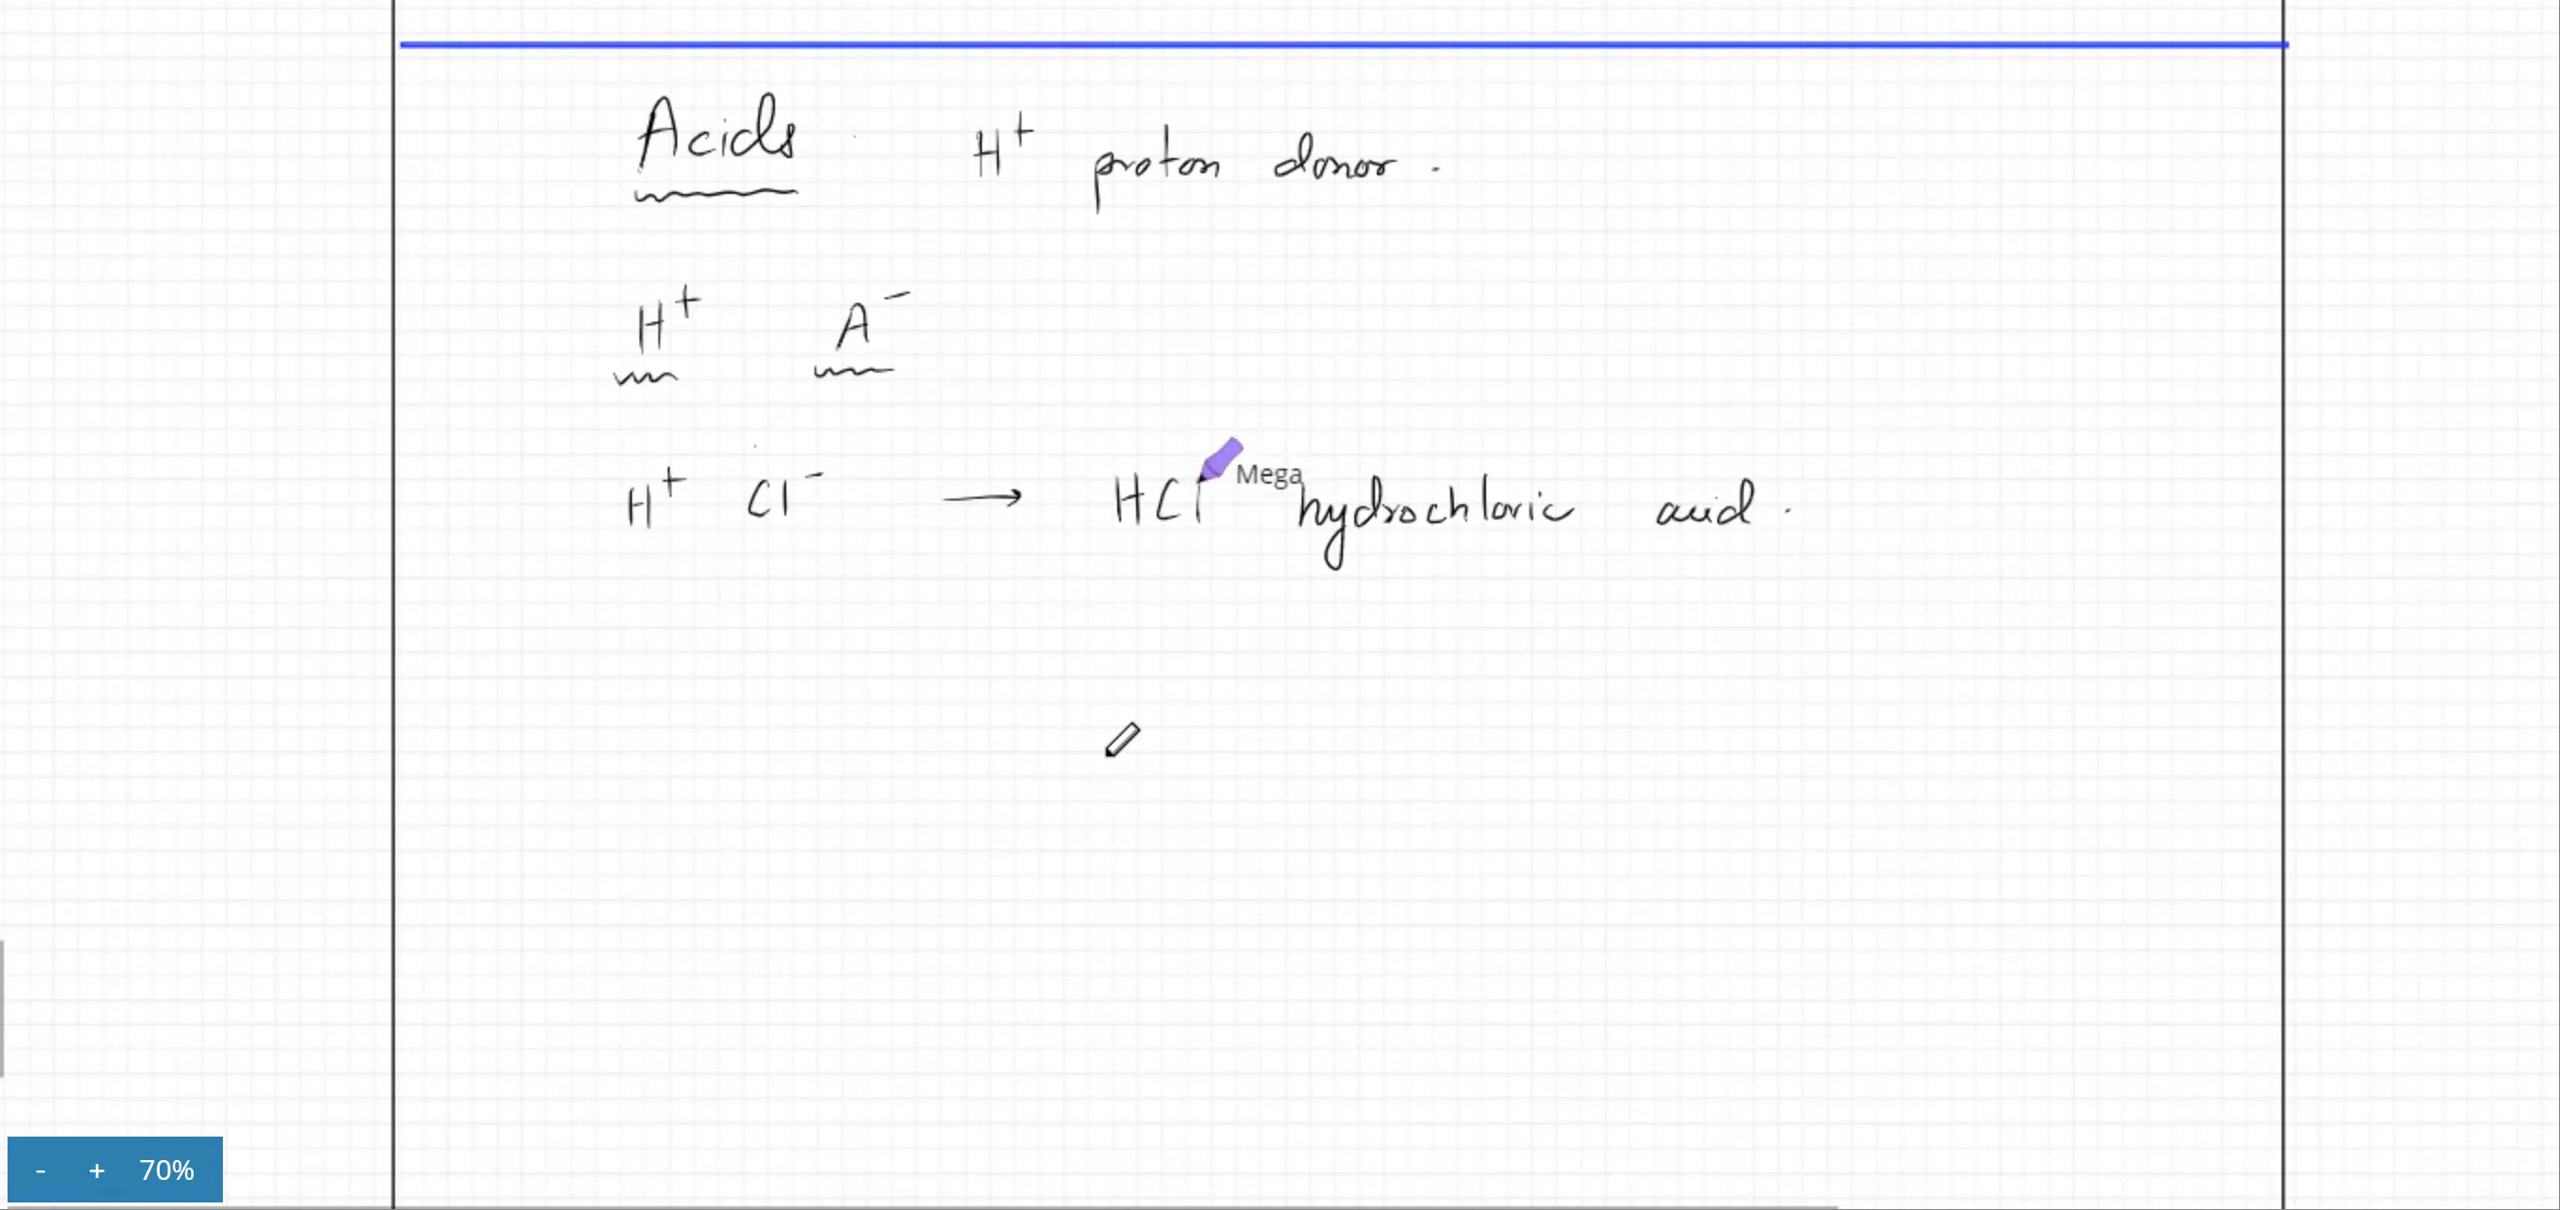 Acids H⁺ proton donor.
H⁺ A⁻
H⁺ Cl⁻ → HCl Mega hydrochloric acid.
- + 70%